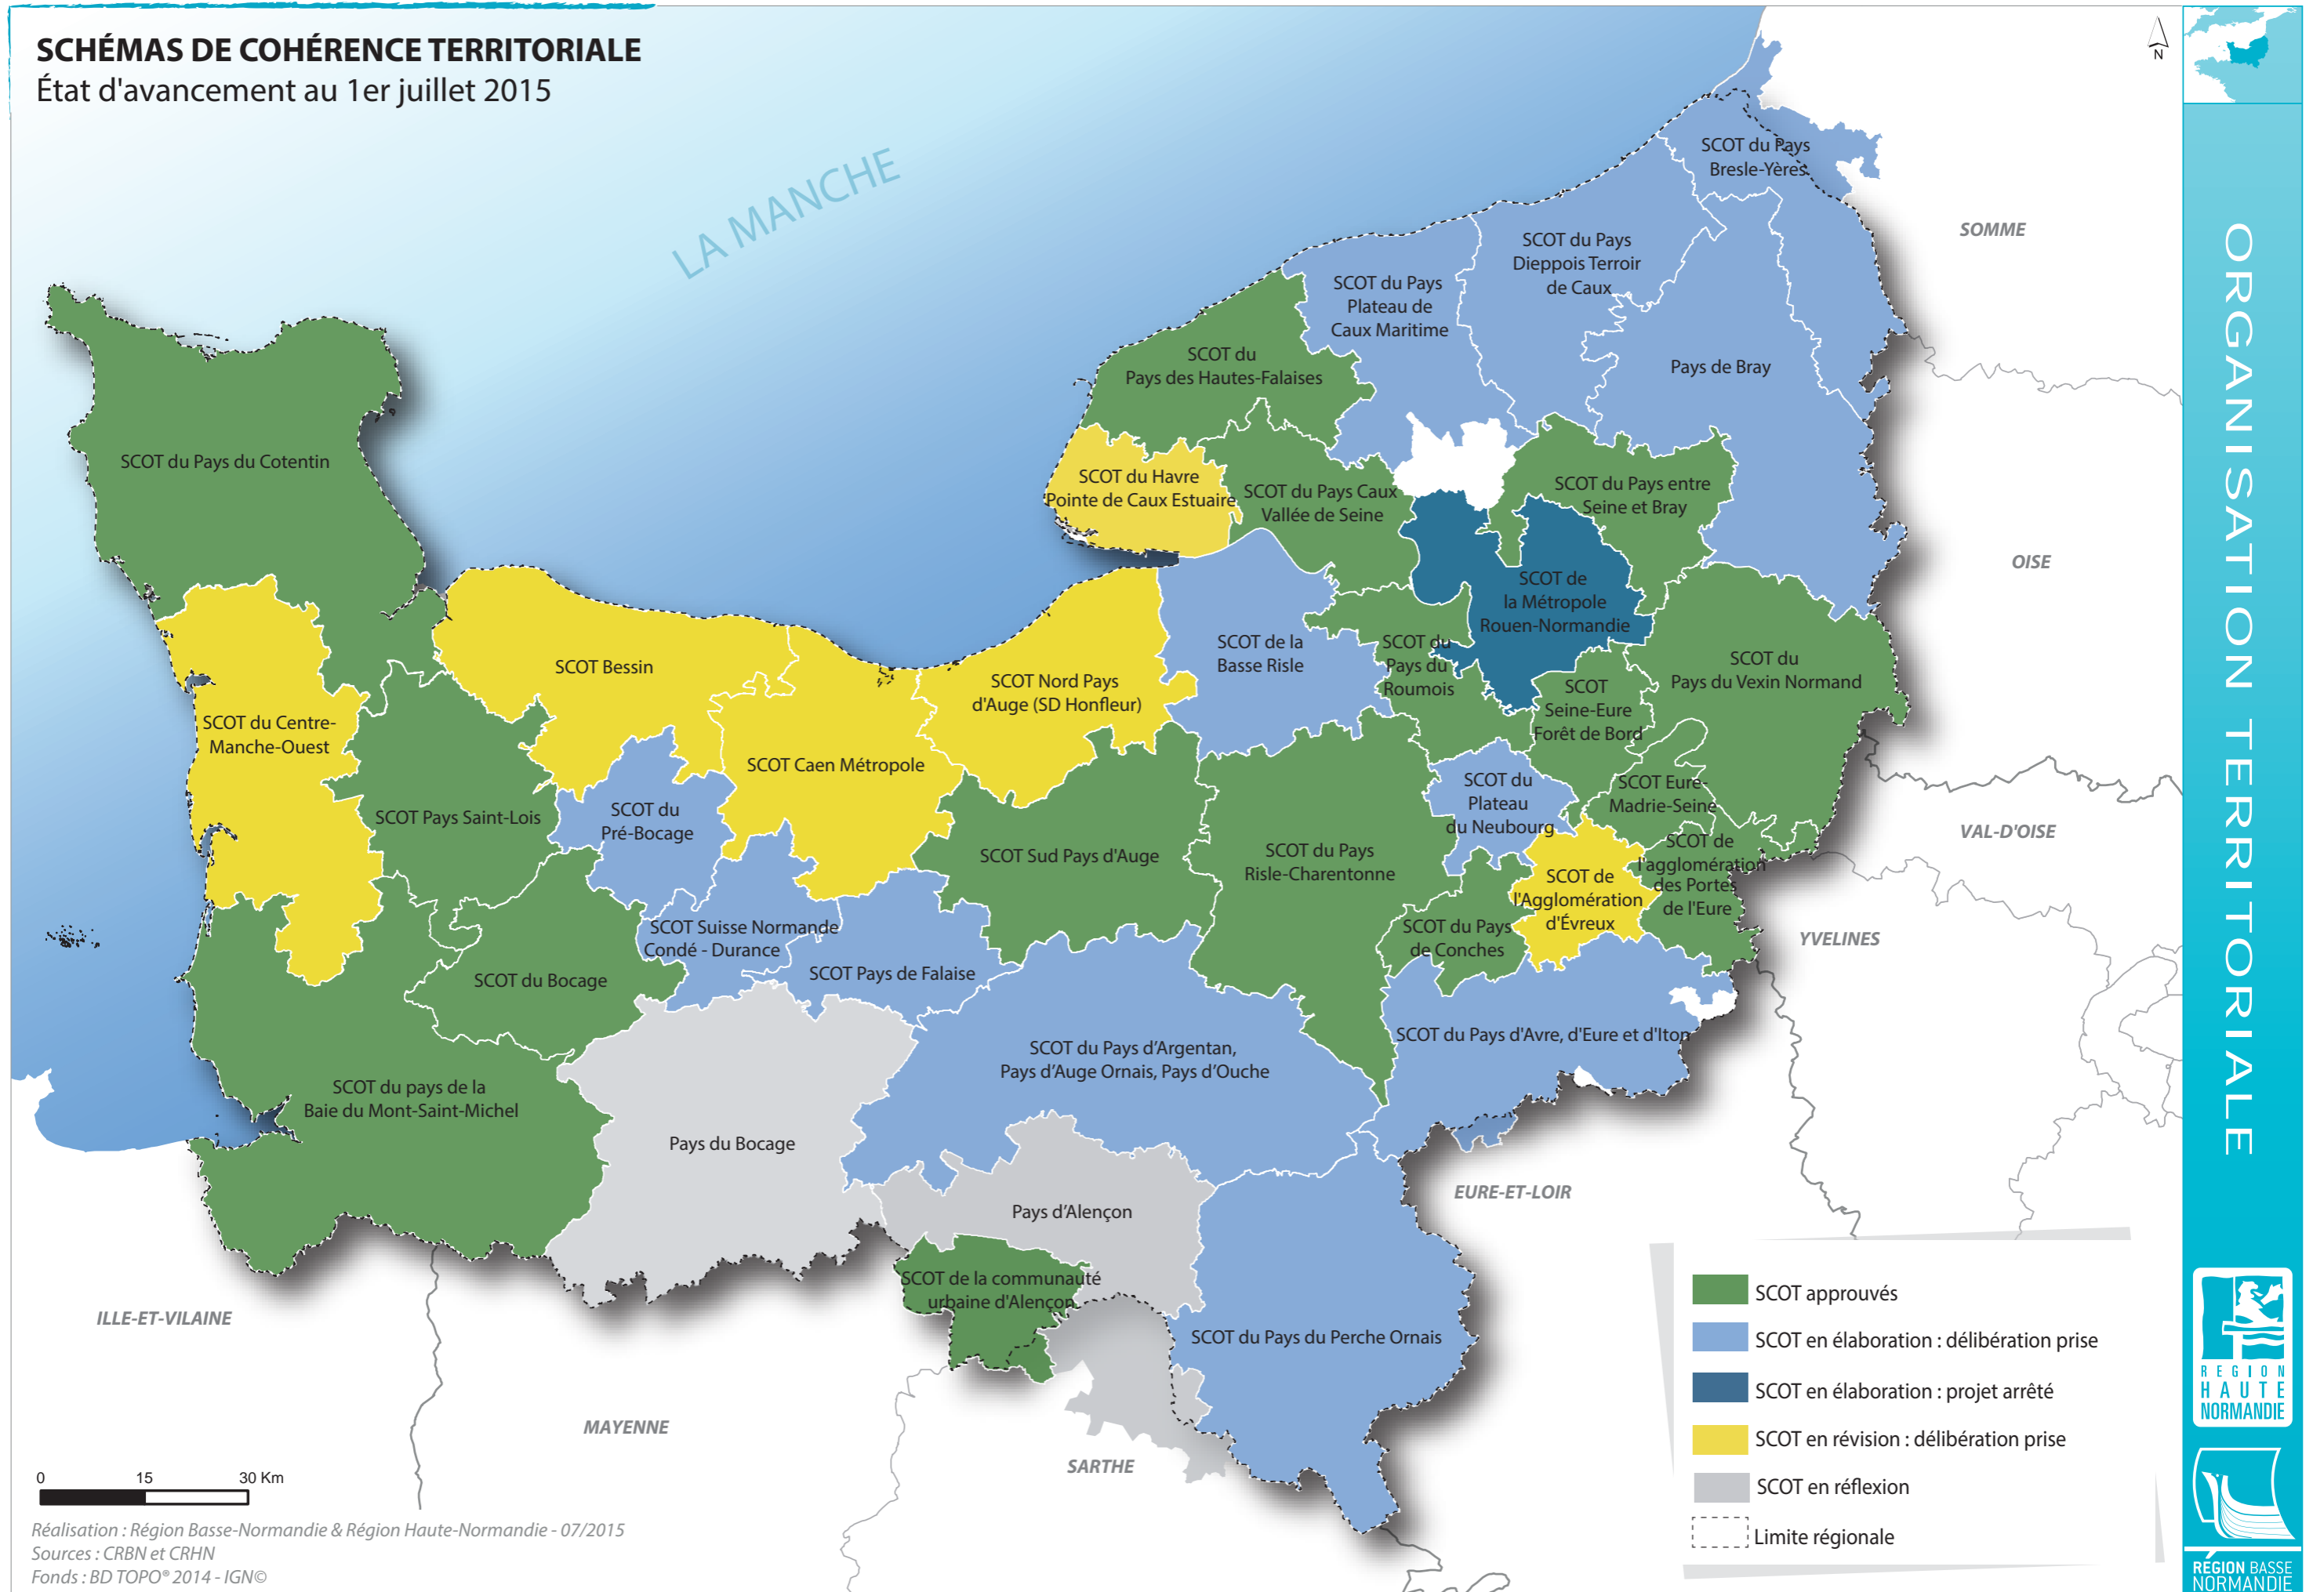 SCHÉMAS DE COHÉRENCE TERRITORIALE
État d'avancement au 1er juillet 2015
N
LA MANCHE
SCOT du Pays
Bresle-Yères
SOMME
SCOT du Pays
Dieppois Terroir
de Caux
SCOT du Pays
Plateau de
Caux Maritime
SCOT du
Pays des Hautes-Falaises
Pays de Bray
SCOT du Pays du Cotentin
SCOT du Havre
Pointe de Caux Estuaire
SCOT du Pays Caux
Vallée de Seine
SCOT du Pays entre
Seine et Bray
OISE
SCOT de
la Métropole
Rouen-Normandie
SCOT Bessin
SCOT Nord Pays
d'Auge (SD Honfleur)
SCOT de la
Basse Risle
SCOT du
Pays du
Roumois
SCOT
Seine-Eure
Forêt de Bord
SCOT du
Pays du Vexin Normand
SCOT du Centre-
Manche-Ouest
SCOT Caen Métropole
SCOT Pays Saint-Lois
SCOT du
Pré-Bocage
SCOT du
Plateau
du Neubourg
SCOT Eure-
Madrie-Seine
VAL-D'OISE
SCOT Sud Pays d'Auge
SCOT du Pays
Risle-Charentonne
SCOT de
l'Agglomération
d'Évreux
SCOT de
l'agglomération
des Portes
de l'Eure
SCOT Suisse Normande
Condé - Durance
SCOT du Pays
de Conches
YVELINES
SCOT du Bocage
SCOT Pays de Falaise
SCOT du Pays d'Avre, d'Eure et d'Iton
SCOT du Pays d'Argentan,
Pays d'Auge Ornais, Pays d'Ouche
SCOT du pays de la
Baie du Mont-Saint-Michel
Pays du Bocage
Pays d'Alençon
EURE-ET-LOIR
SCOT de la communauté
urbaine d'Alençon
SCOT du Pays du Perche Ornais
ILLE-ET-VILAINE
MAYENNE
SARTHE
0 15 30 Km
Réalisation : Région Basse-Normandie & Région Haute-Normandie - 07/2015
Sources : CRBN et CRHN
Fonds : BD TOPO® 2014 - IGN©
SCOT approuvés
SCOT en élaboration : délibération prise
SCOT en élaboration : projet arrêté
SCOT en révision : délibération prise
SCOT en réflexion
Limite régionale
ORGANISATION TERRITORIALE
REGION
HAUTE
NORMANDIE
RÉGION BASSE
NORMANDIE